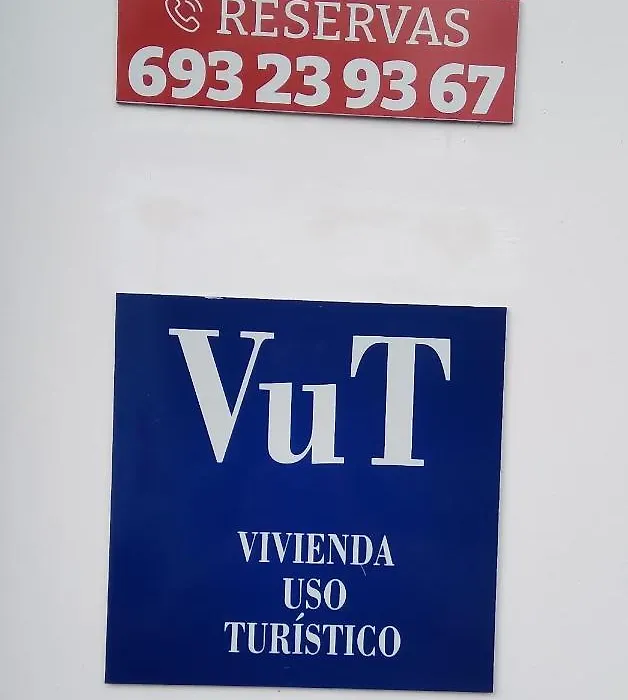 RESERVAS
693 23 93 67
VuT
VIVIENDA
USO
TURÍSTICO